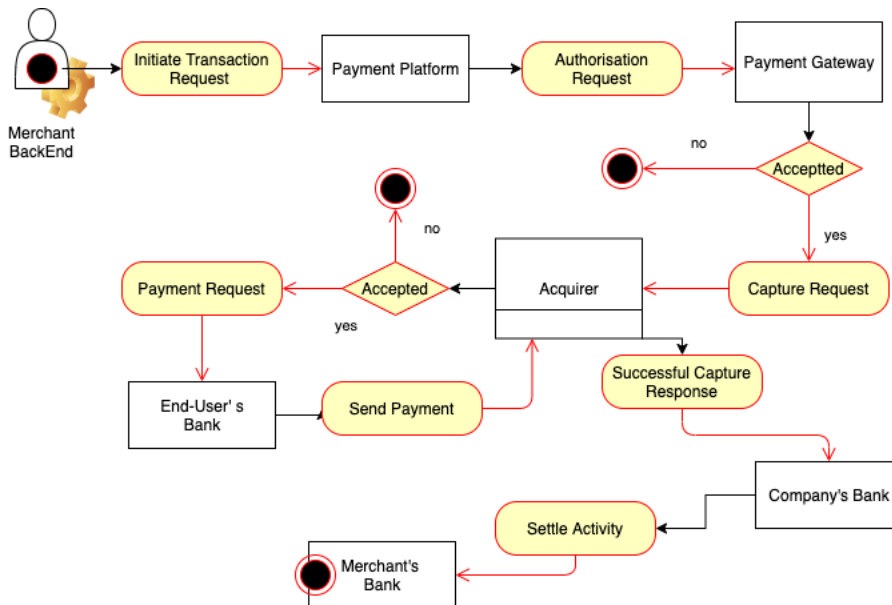 Initiate Transaction
Request
Payment Platform
Authorisation
Request
Payment Gateway
Merchant
BackEnd
no
Acceptted
yes
no
Payment Request
Accepted
Acquirer
Capture Request
yes
End-User' s
Bank
Send Payment
Successful Capture
Response
Company's Bank
Settle Activity
Merchant's
Bank